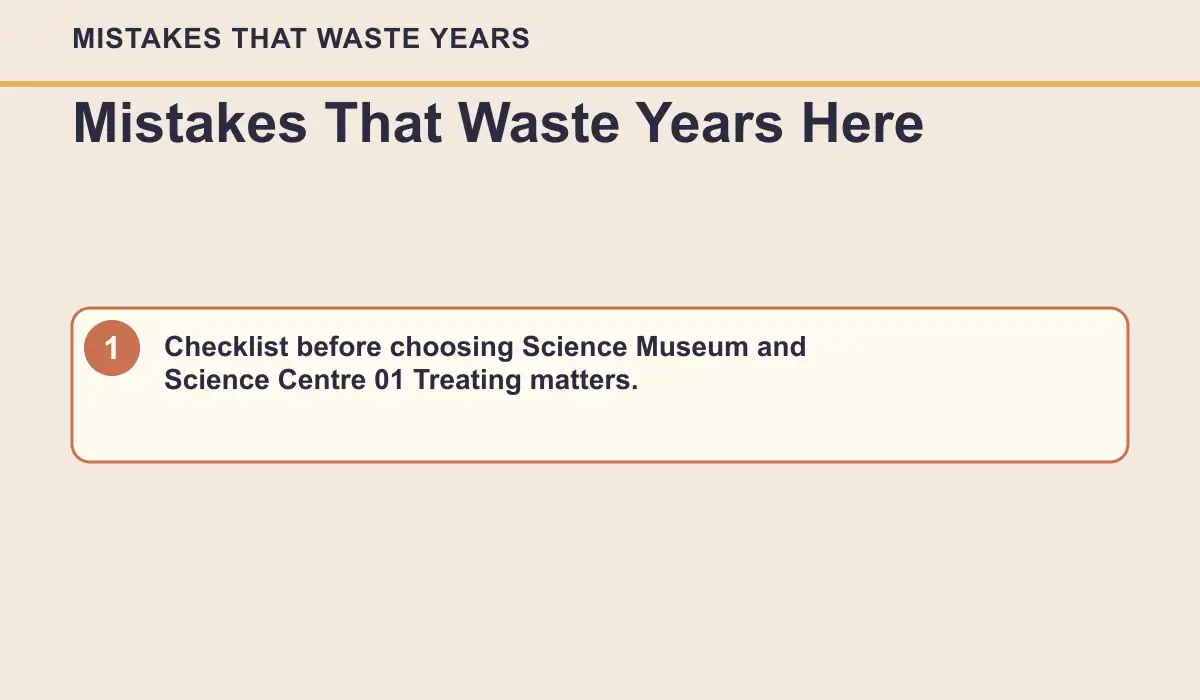 MISTAKES THAT WASTE YEARS
Mistakes That Waste Years Here
1
Checklist before choosing Science Museum and
Science Centre 01 Treating matters.